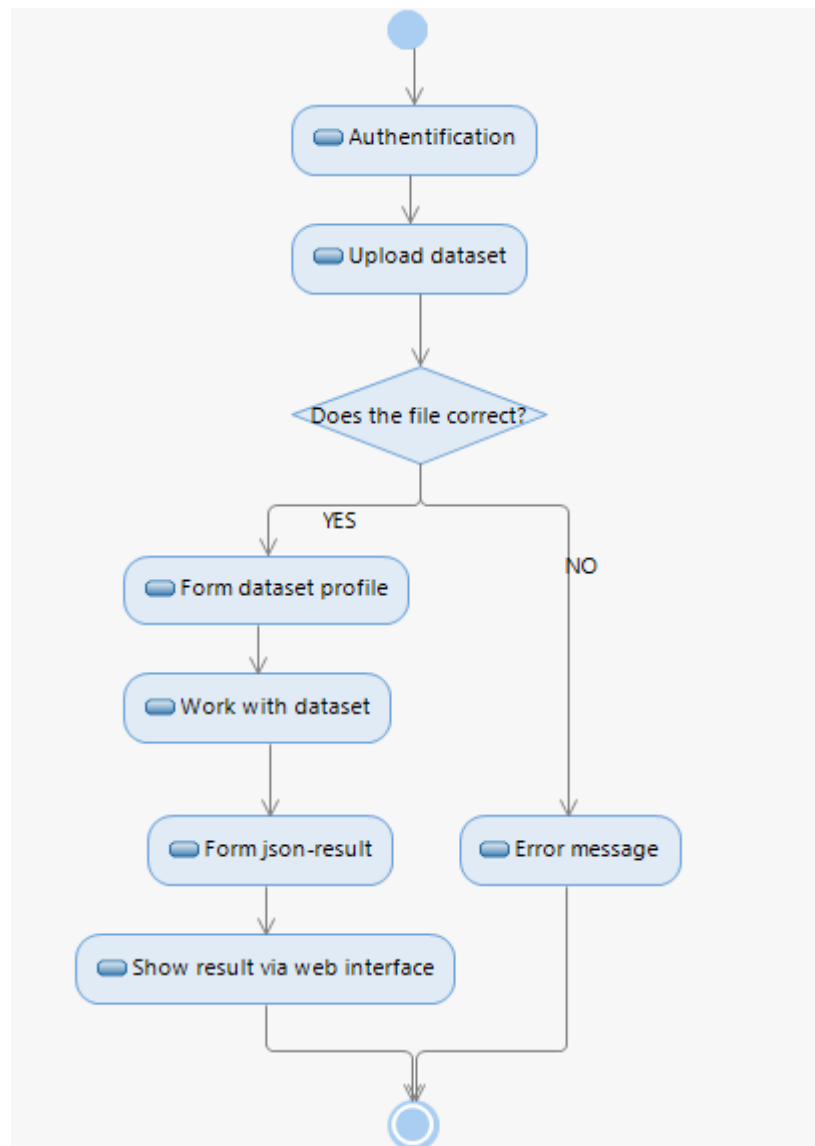 Authentification
Upload dataset
Does the file correct?
YES
NO
Form dataset profile
Work with dataset
Form json-result
Error message
Show result via web interface